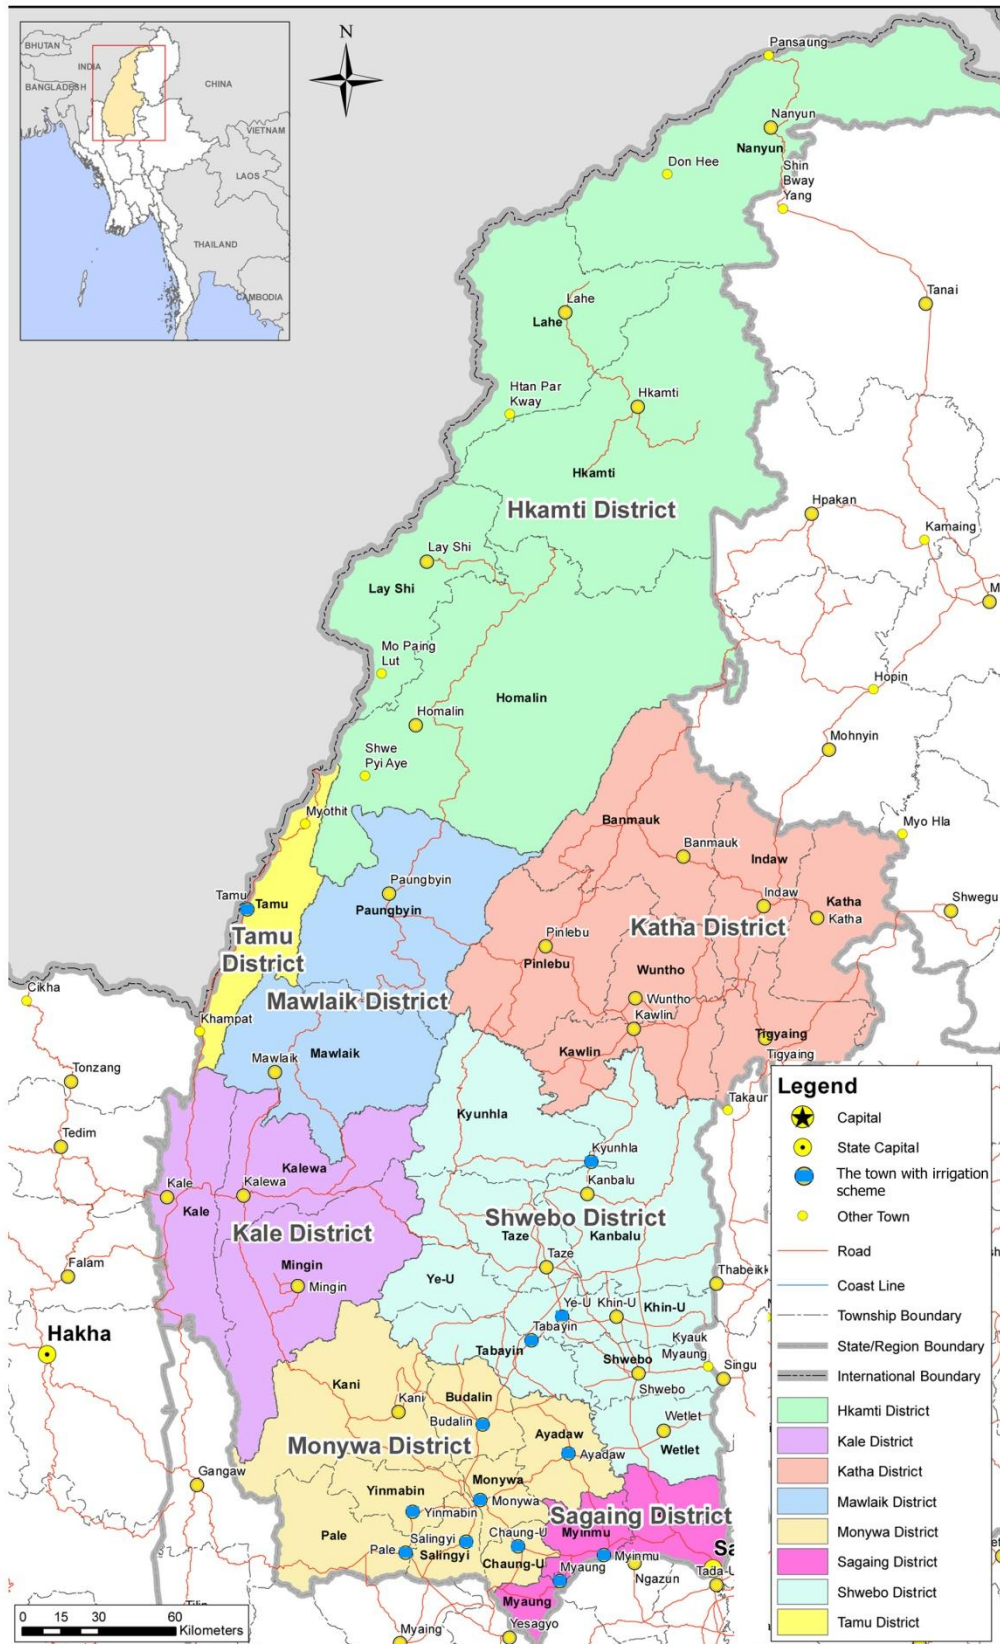 BHUTAN
INDIA
BANGLADESH
CHINA
VIETNAM
LAOS
THAILAND
CAMBODIA
N
Pansaung
Nanyun
Nanyun
Don Hee
Shin
Bway
Yang
Tanai
Lahe
Lahe
Htan Par
Kway
Hkamti
Hkamti
Hkamti District
Hpakan
Kamaing
Lay Shi
Lay Shi
M
Mo Paing
Lut
Homalin
Homalin
Hopin
Shwe
Pyi Aye
Mohnyin
Myothit
Banmauk
Banmauk
Myo Hla
Indaw
Paungbyin
Paungbyin
Indaw
Katha
Katha
Shwegu
Tamu
Tamu
Tamu
District
Katha District
Pinlebu
Pinlebu
Wuntho
Wuntho
Mawlaik District
Cikha
Khampat
Kawlin
Kawlin
Tigyaing
Tigyaing
Mawlaik
Mawlaik
Tonzang
Takaun
Tedim
Kyunhla
Kyunhla
Kanbalu
Kanbalu
Kalewa
Kalewa
Kale
Kale
Kale District
Shwebo District
Taze
Taze
Falam
Mingin
Mingin
Ye-U
Ye-U
Khin-U
Khin-U
Thabeikk
Hakha
Tabayin
Tabayin
Kyauk
Myaung
Singu
Shwebo
Shwebo
Kani
Kani
Budalin
Budalin
Wetlet
Wetlet
Ayadaw
Ayadaw
Monywa District
Gangaw
Monywa
Monywa
Yinmabin
Yinmabin
Sagaing District
Pale
Pale
Salingyi
Salingyi
Chaung-U
Chaung-U
Myinmu
Myinmu
Sa
Ngazun
Tada-U
Myaung
Myaung
Yesagyo
Myaing
Tilin
Legend
Capital
State Capital
The town with irrigation
scheme
Other Town
Road
Coast Line
Township Boundary
State/Region Boundary
International Boundary
Hkamti District
Kale District
Katha District
Mawlaik District
Monywa District
Sagaing District
Shwebo District
Tamu District
0 15 30 60
Kilometers